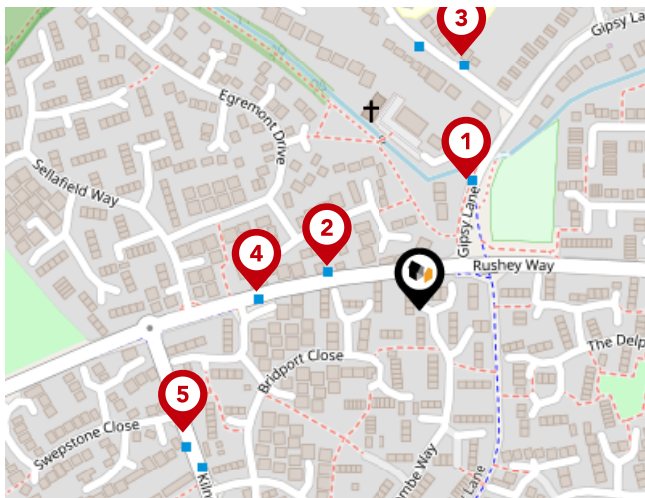 3
Gipsy La
Egremont Drive
1
Sellafield Way
Gipsy Lane
2
4
Rushey Way
Bridport Close
The Delp
5
Swepstone Close
mbe Way
Lane
Kiln